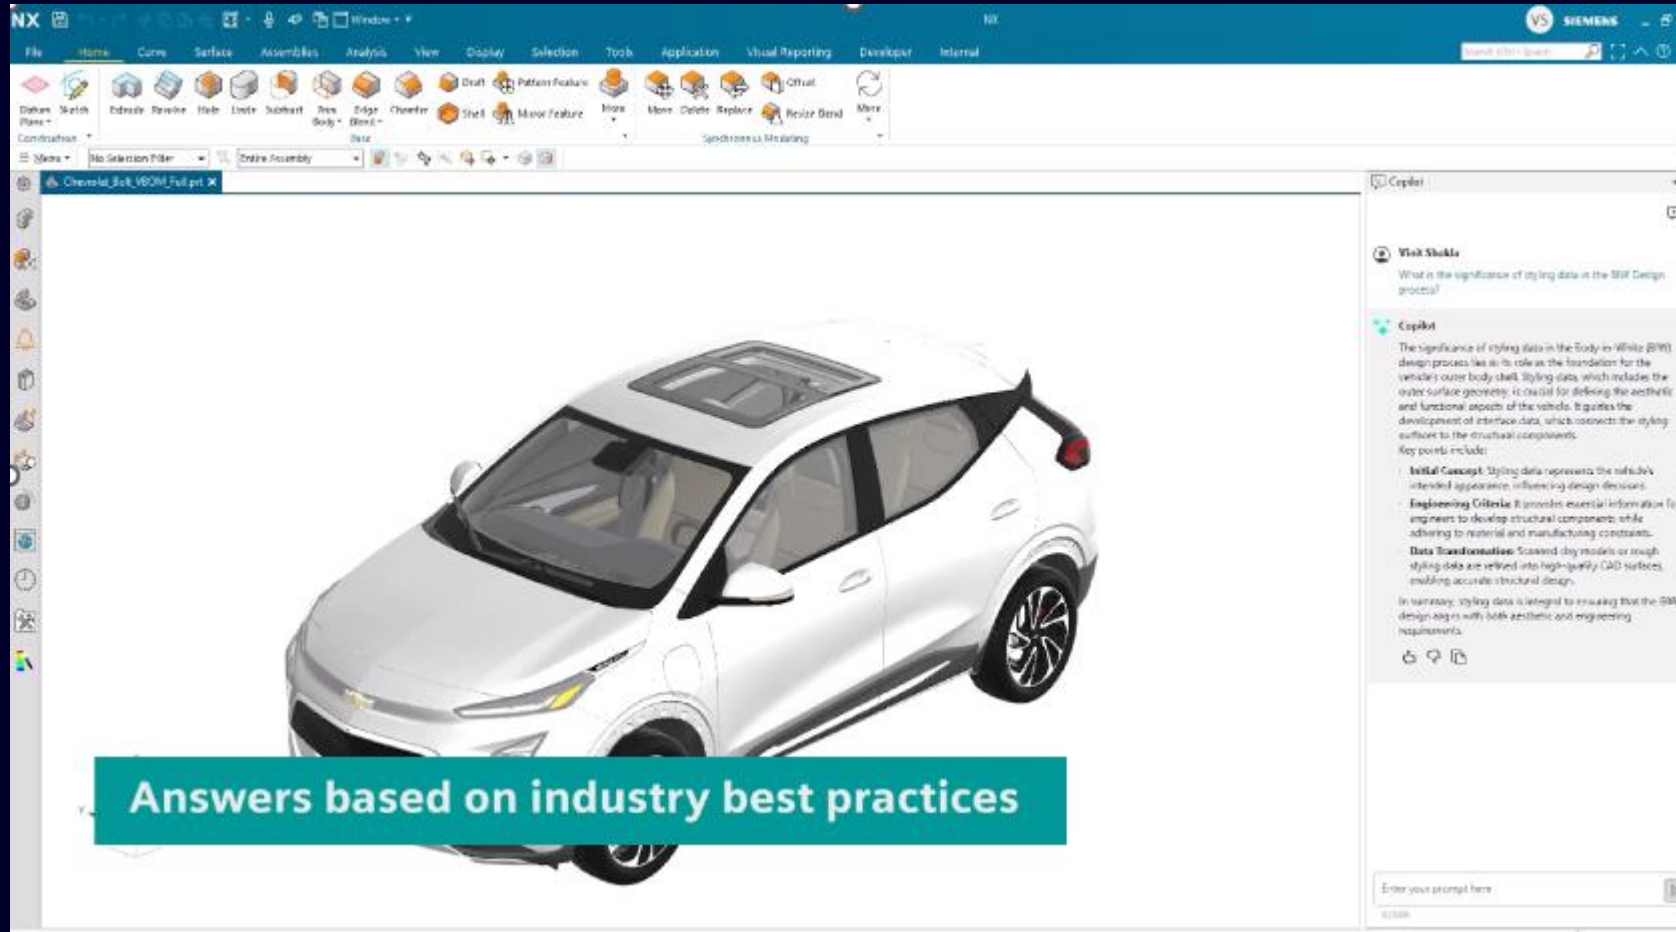 NX
Window
NX
VS
SIEMENS
File Home Curve Surface Assemblies Analysis View Display Selection Tools Application Visual Reporting Developer Internal
Datum Plane
Sketch
Extrude
Revolve
Hole
Unite
Subtract
Trim Body
Edge Blend
Chamfer
Draft
Shell
Pattern Feature
Mirror Feature
More
Move
Delete
Replace
Offset
Resize Blend
More
Construction
Base
Synchronous Modeling
Menu
No Selection Filter
Entire Assembly
Chevrolet_Bolt_VBOM_Full.prt
Copilot
Shukla
What is the significance of styling data in the BIW Design
process?
Copilot
The significance of styling data in the Body-in-White (BIW)
design process lies in its role as the foundation for the
vehicle's outer body shell. Styling data, which includes the
outer surface geometry, is crucial for defining the aesthetic
and functional aspects of the vehicle. It guides the
development of interface data, which connects the styling
surfaces to the structural components.
Key points include:
Initial Concept: Styling data represents the vehicle's
intended appearance, influencing design decisions.
Engineering Criteria: It provides essential information
engineers to develop structural components while
adhering to material and manufacturing constraints.
Data Transformation: Scanned clay models or rough
styling data are refined into high-quality CAD surfaces,
enabling accurate structural design.
In summary, styling data is integral to ensuring that the BIW
design aligns with both aesthetic and engineering
requirements.
Answers based on industry best practices
Enter your prompt here